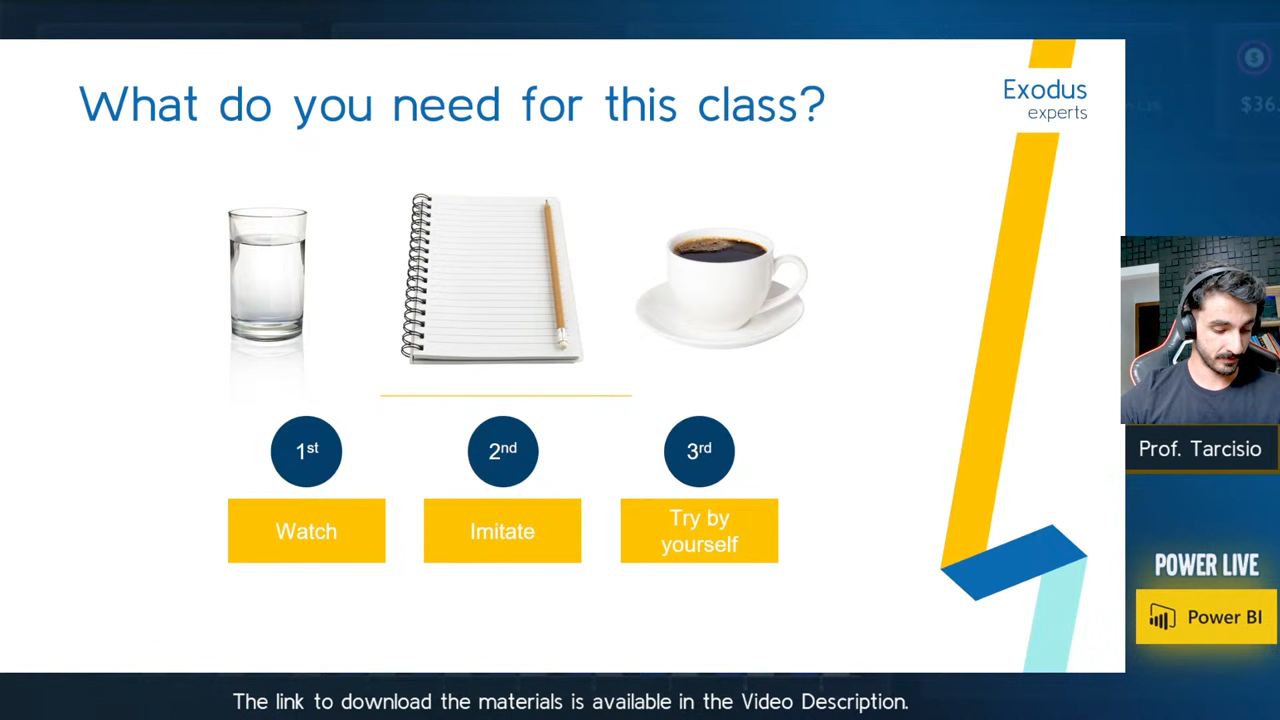 What do you need for this class?
Exodus
experts
1st
2nd
3rd
Watch
Imitate
Try by
yourself
$36
Prof. Tarcisio
POWER LIVE
Power BI
The link to download the materials is available in the Video Description.